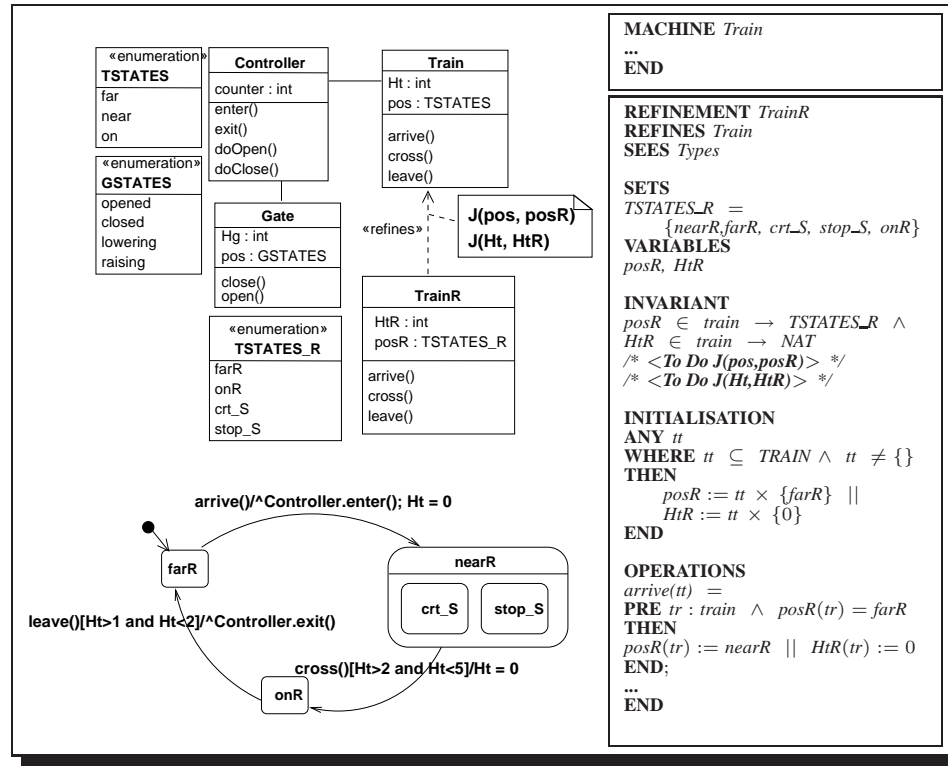 «enumeration»
TSTATES
far
near
on
«enumeration»
GSTATES
opened
closed
lowering
raising
Controller
counter : int
enter()
exit()
doOpen()
doClose()
Train
Ht : int
pos : TSTATES
arrive()
cross()
leave()
Gate
Hg : int
pos : GSTATES
close()
open()
«refines»
J(pos, posR)
J(Ht, HtR)
«enumeration»
TSTATES_R
farR
onR
crt_S
stop_S
TrainR
HtR : int
posR : TSTATES_R
arrive()
cross()
leave()
arrive()/^Controller.enter(); Ht = 0
farR
nearR
crt_S
stop_S
leave()[Ht>1 and Ht<2]/^Controller.exit()
cross()[Ht>2 and Ht<5]/Ht = 0
onR
MACHINE Train
...
END
REFINEMENT TrainR
REFINES Train
SEES Types
SETS
TSTATES_R =
{nearR,farR, crt_S, stop_S, onR}
VARIABLES
posR, HtR
INVARIANT
posR ∈ train → TSTATES_R ∧
HtR ∈ train → NAT
/* <To Do J(pos,posR)> */
/* <To Do J(Ht,HtR)> */
INITIALISATION
ANY tt
WHERE tt ⊆ TRAIN ∧ tt ≠ {}
THEN
posR := tt × {farR} ||
HtR := tt × {0}
END
OPERATIONS
arrive(tt) =
PRE tr : train ∧ posR(tr) = farR
THEN
posR(tr) := nearR || HtR(tr) := 0
END;
...
END